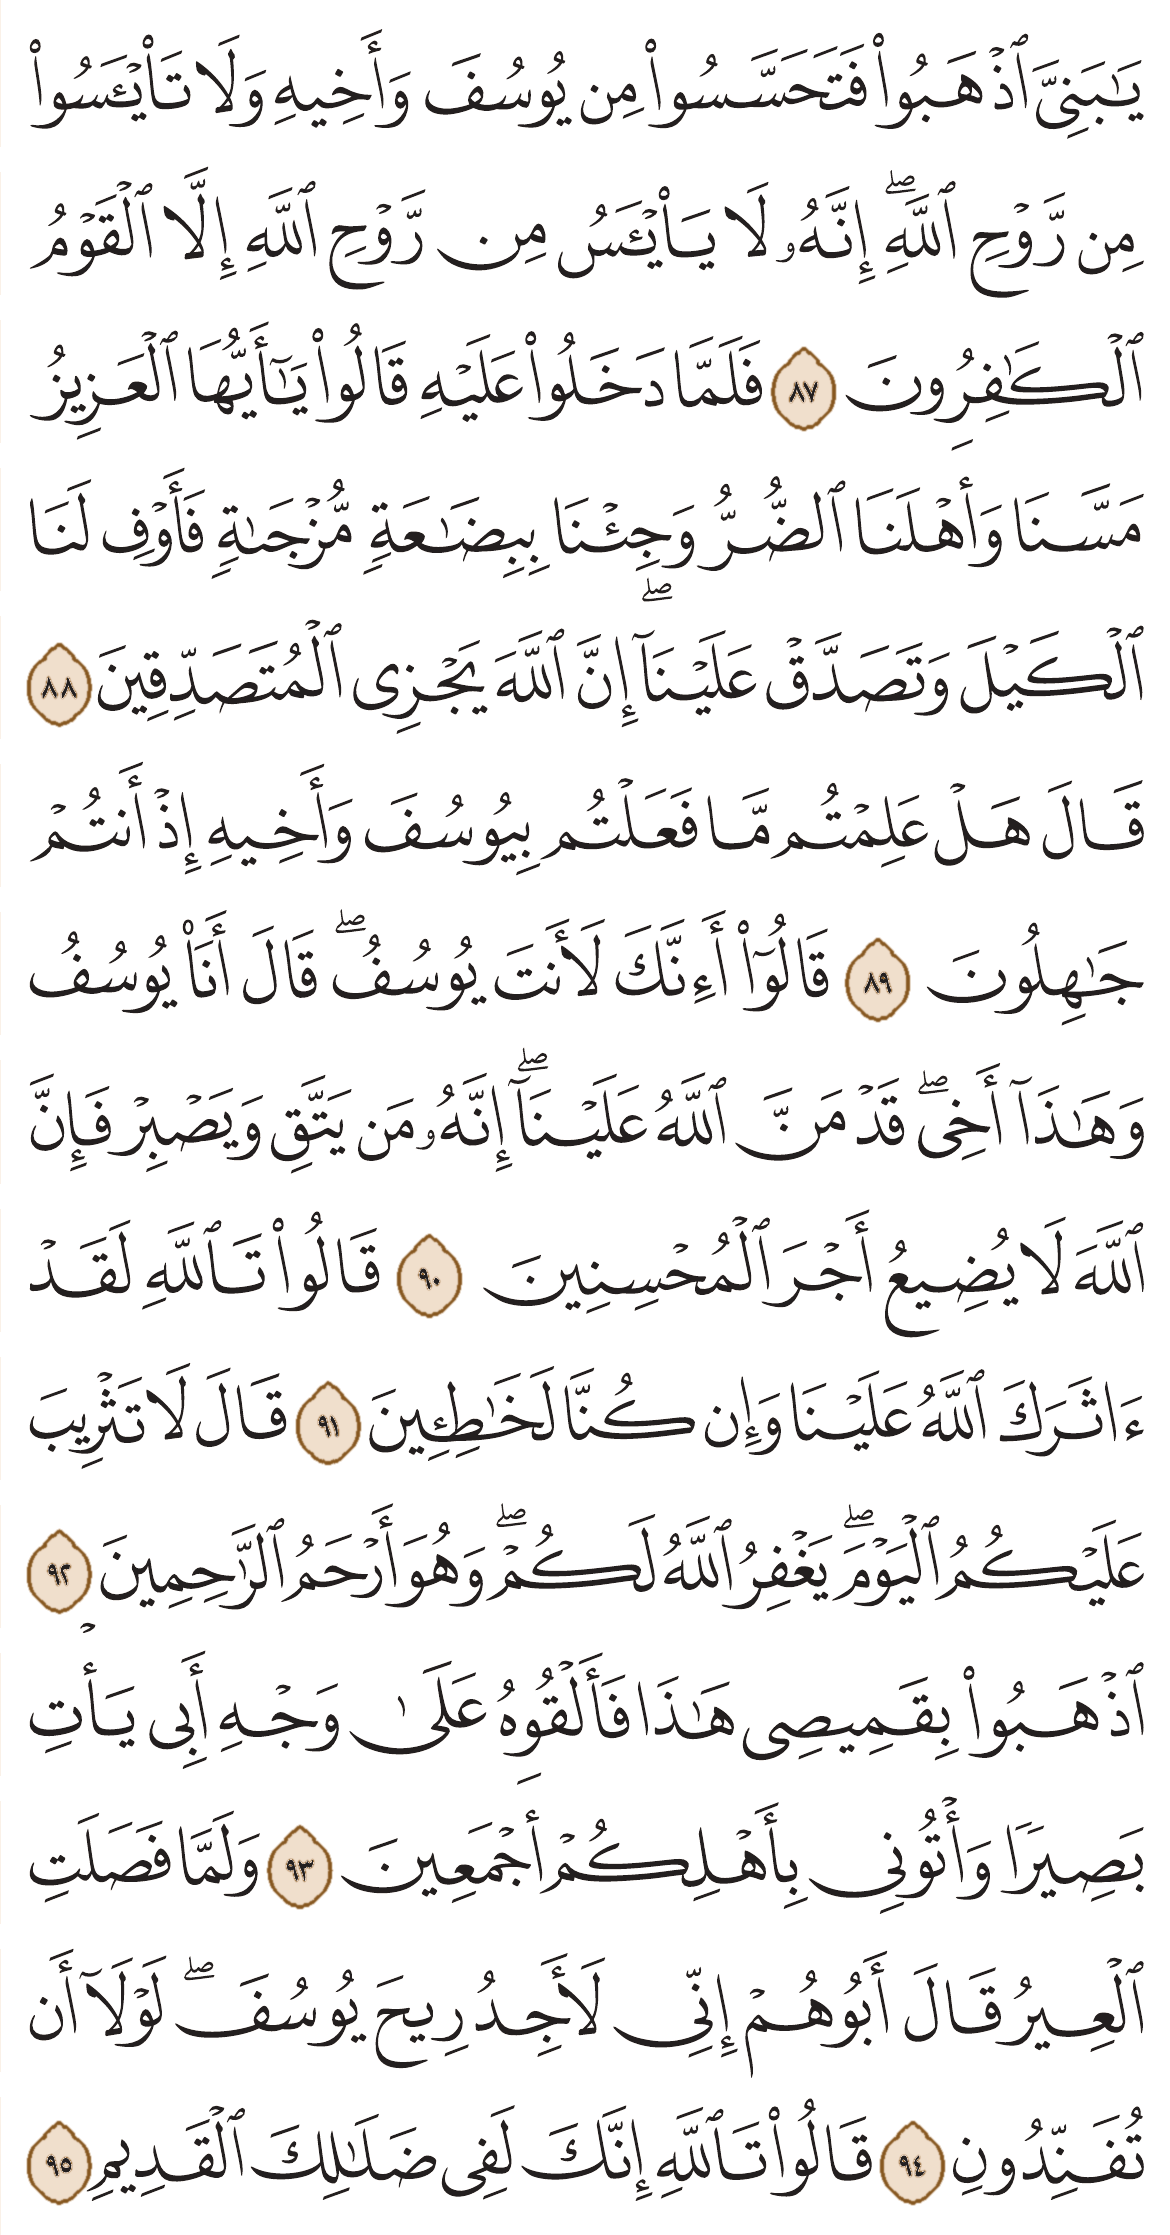 يَٰبَنِىَّ ٱذْهَبُوا۟ فَتَحَسَّسُوا۟ مِن يُوسُفَ وَأَخِيهِ وَلَا تَا۟يْـَٔسُوا۟
مِن رَّوْحِ ٱللَّهِ ۖ إِنَّهُۥ لَا يَا۟يْـَٔسُ مِن رَّوْحِ ٱللَّهِ إِلَّا ٱلْقَوْمُ
ٱلْكَٰفِرُونَ ٨٧ فَلَمَّا دَخَلُوا۟ عَلَيْهِ قَالُوا۟ يَٰٓأَيُّهَا ٱلْعَزِيزُ
مَسَّنَا وَأَهْلَنَا ٱلضُّرُّ وَجِئْنَا بِبِضَٰعَةٍ مُّزْجَىٰةٍ فَأَوْفِ لَنَا
ٱلْكَيْلَ وَتَصَدَّقْ عَلَيْنَآ ۖ إِنَّ ٱللَّهَ يَجْزِى ٱلْمُتَصَدِّقِينَ ٨٨
قَالَ هَلْ عَلِمْتُم مَّا فَعَلْتُم بِيُوسُفَ وَأَخِيهِ إِذْ أَنتُمْ
جَٰهِلُونَ ٨٩ قَالُوٓا۟ أَءِنَّكَ لَأَنتَ يُوسُفُ ۖ قَالَ أَنَا۠ يُوسُفُ
وَهَٰذَآ أَخِى ۖ قَدْ مَنَّ ٱللَّهُ عَلَيْنَآ ۖ إِنَّهُۥ مَن يَتَّقِ وَيَصْبِرْ فَإِنَّ
ٱللَّهَ لَا يُضِيعُ أَجْرَ ٱلْمُحْسِنِينَ ٩٠ قَالُوا۟ تَٱللَّهِ لَقَدْ
ءَاثَرَكَ ٱللَّهُ عَلَيْنَا وَإِن كُنَّا لَخَٰطِـِٔينَ ٩١ قَالَ لَا تَثْرِيبَ
عَلَيْكُمُ ٱلْيَوْمَ ۖ يَغْفِرُ ٱللَّهُ لَكُمْ ۖ وَهُوَ أَرْحَمُ ٱلرَّٰحِمِينَ ٩٢
ٱذْهَبُوا۟ بِقَمِيصِى هَٰذَا فَأَلْقُوهُ عَلَىٰ وَجْهِ أَبِى يَأْتِ
بَصِيرًا وَأْتُونِى بِأَهْلِكُمْ أَجْمَعِينَ ٩٣ وَلَمَّا فَصَلَتِ
ٱلْعِيرُ قَالَ أَبُوهُمْ إِنِّى لَأَجِدُ رِيحَ يُوسُفَ ۖ لَوْلَآ أَن
تُفَنِّدُونِ ٩٤ قَالُوا۟ تَٱللَّهِ إِنَّكَ لَفِى ضَلَٰلِكَ ٱلْقَدِيمِ ٩٥